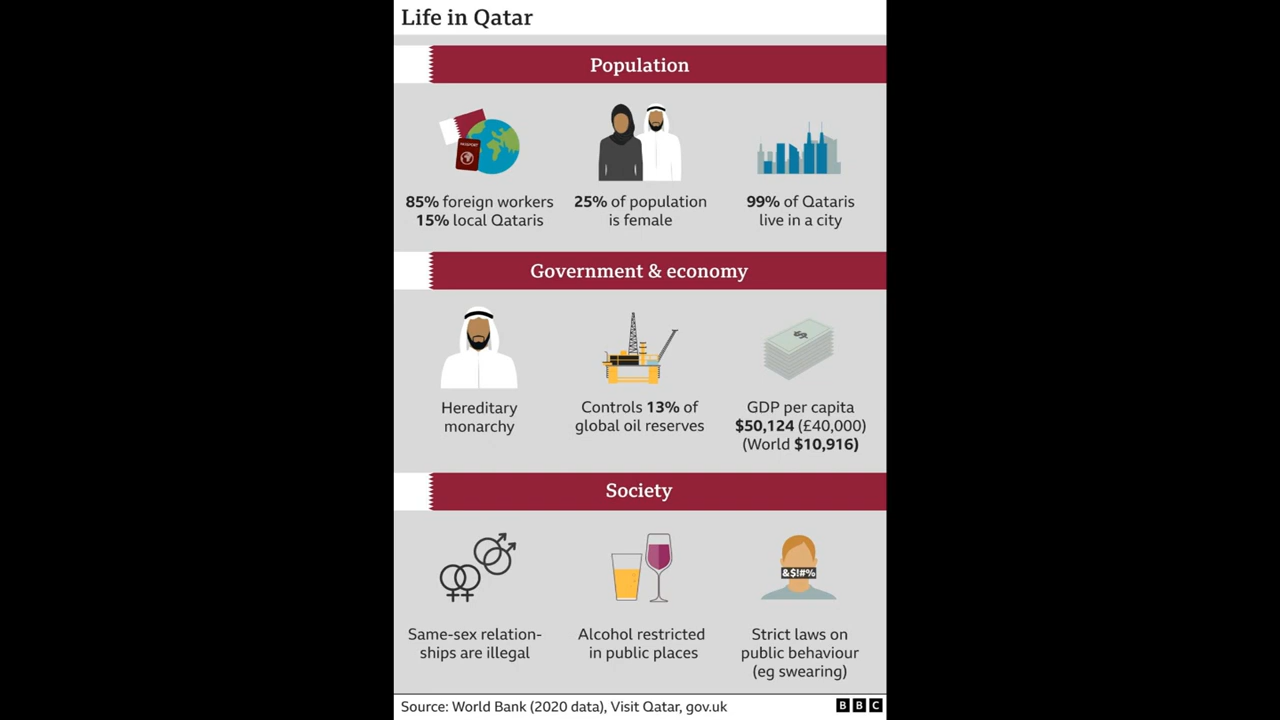 Life in Qatar
Population
PASSPORT
85% foreign workers
15% local Qataris
25% of population
is female
99% of Qataris
live in a city
Government & economy
$
Hereditary
monarchy
Controls 13% of
global oil reserves
GDP per capita
$50,124 (£40,000)
(World $10,916)
Society
&$!#%
Same-sex relation-
ships are illegal
Alcohol restricted
in public places
Strict laws on
public behaviour
(eg swearing)
Source: World Bank (2020 data), Visit Qatar, gov.uk
BBC